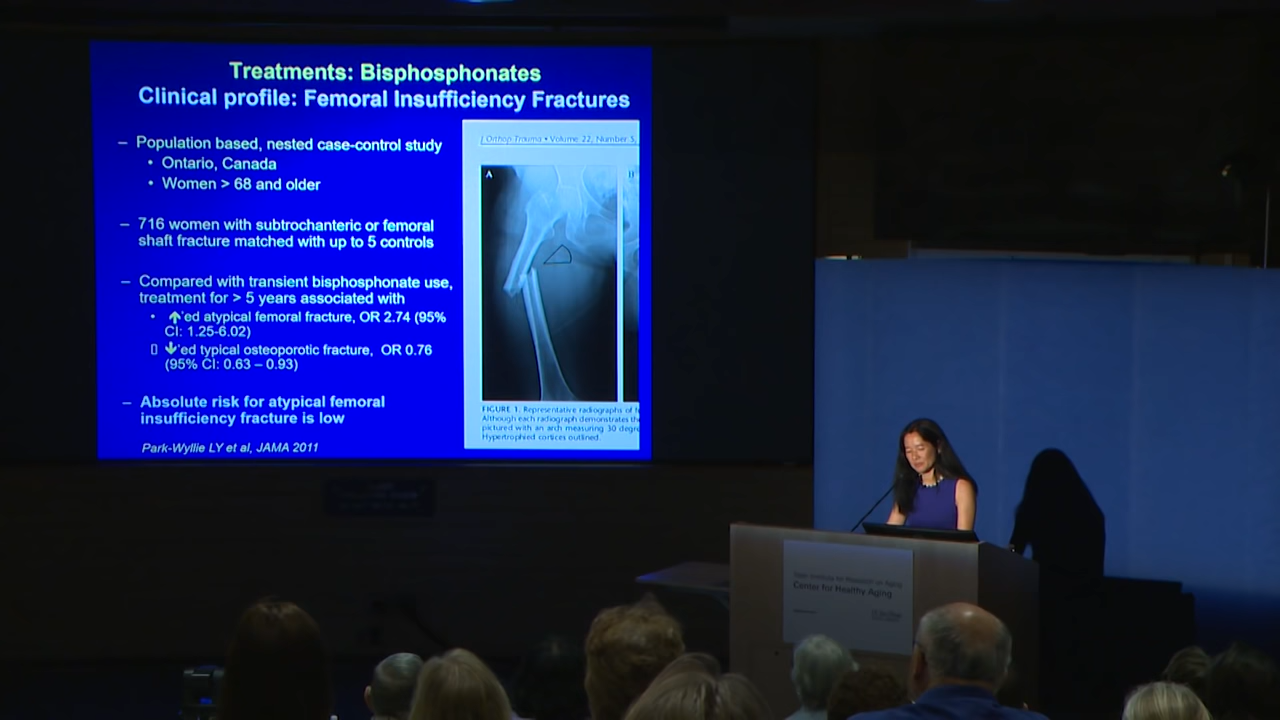 Treatments: Bisphosphonates
Clinical profile: Femoral Insufficiency Fractures
– Population based, nested case-control study
• Ontario, Canada
• Women > 68 and older
– 716 women with subtrochanteric or femoral
shaft fracture matched with up to 5 controls
– Compared with transient bisphosphonate use,
treatment for > 5 years associated with
• ↑'ed atypical femoral fracture, OR 2.74 (95%
CI: 1.25-6.02)
▯ ↓'ed typical osteoporotic fracture, OR 0.76
(95% CI: 0.63 – 0.93)
– Absolute risk for atypical femoral
insufficiency fracture is low
Park-Wyllie LY et al, JAMA 2011
J Orthop Trauma • Volume 22, Number 5,
A
FIGURE 1. Representative radiographs of
Although each radiograph demonstrates
pictured with an arch measuring 30
Hypertrophied cortices outlined.
Center for Healthy Aging